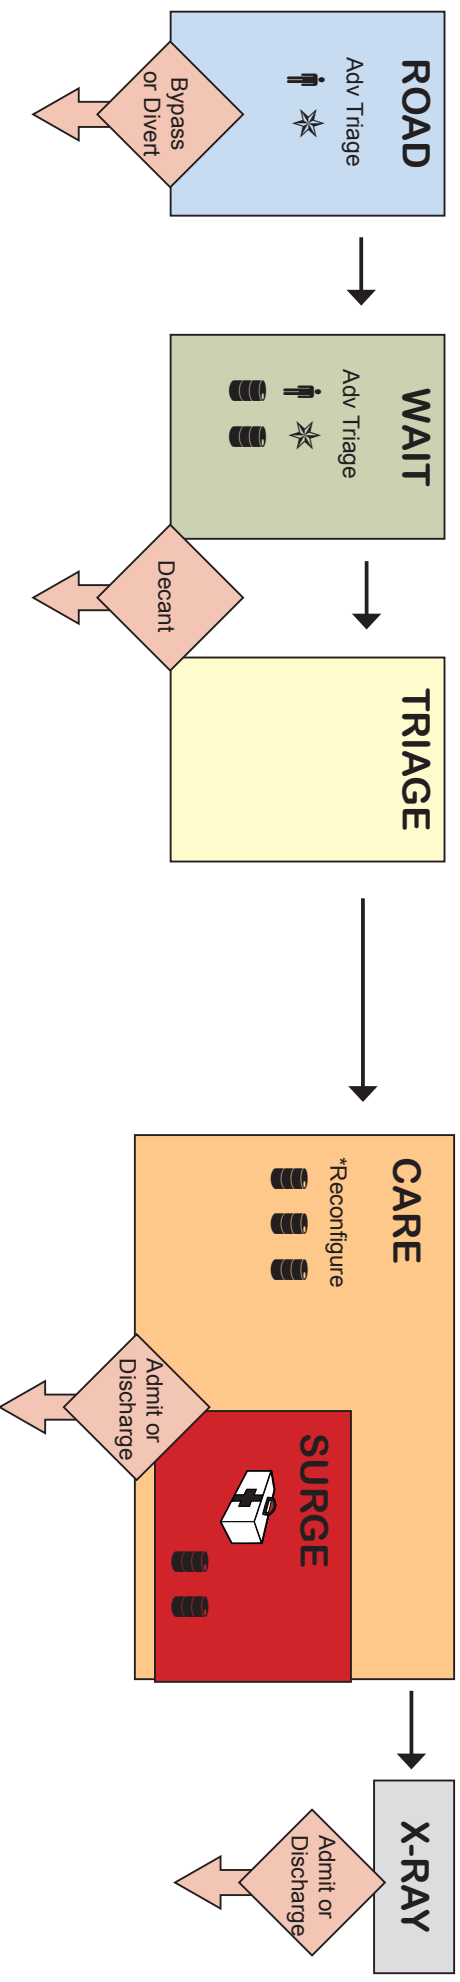 ROAD
Adv Triage
Bypass
or Divert
WAIT
Adv Triage
Decant
TRIAGE
CARE
*Reconfigure
Admit or
Discharge
SURGE
X-RAY
Admit or
Discharge